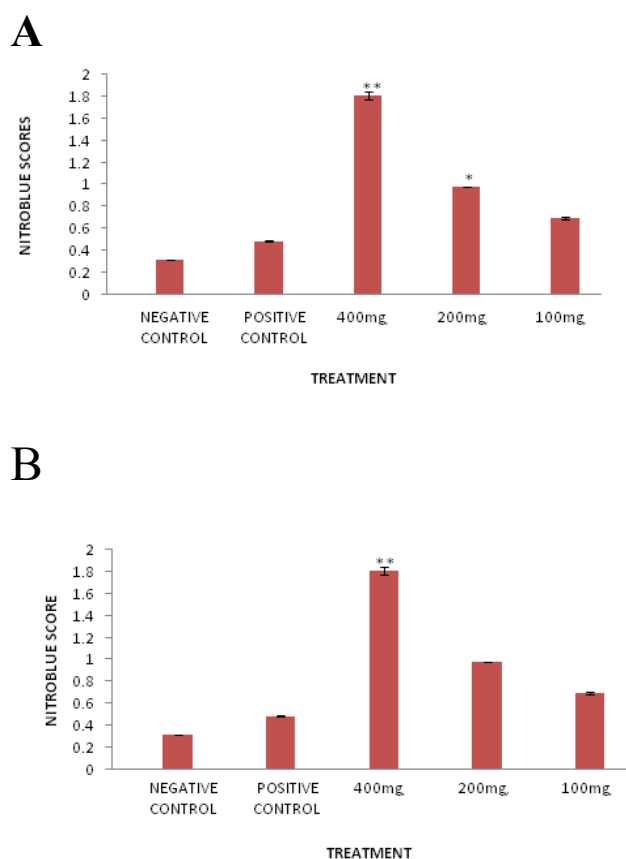 A
NITROBLUE SCORES
2
1.8
1.6
1.4
1.2
1
0.8
0.6
0.4
0.2
0
**
*
NEGATIVE CONTROL
POSITIVE CONTROL
400mg,
200mg,
100mg,
TREATMENT
B
NITROBLUE SCORE
2
1.8
1.6
1.4
1.2
1
0.8
0.6
0.4
0.2
0
**
NEGATIVE CONTROL
POSITIVE CONTROL
400mg,
200mg,
100mg,
TREATMENT